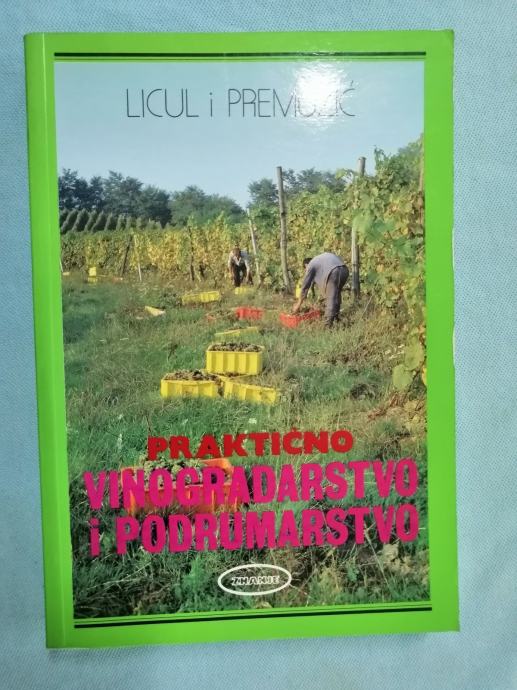 LICUL i PREMUŽIĆ
PRAKTIČNO
VINOGRADARSTVO
i PODRUMARSTVO
ZNANJE